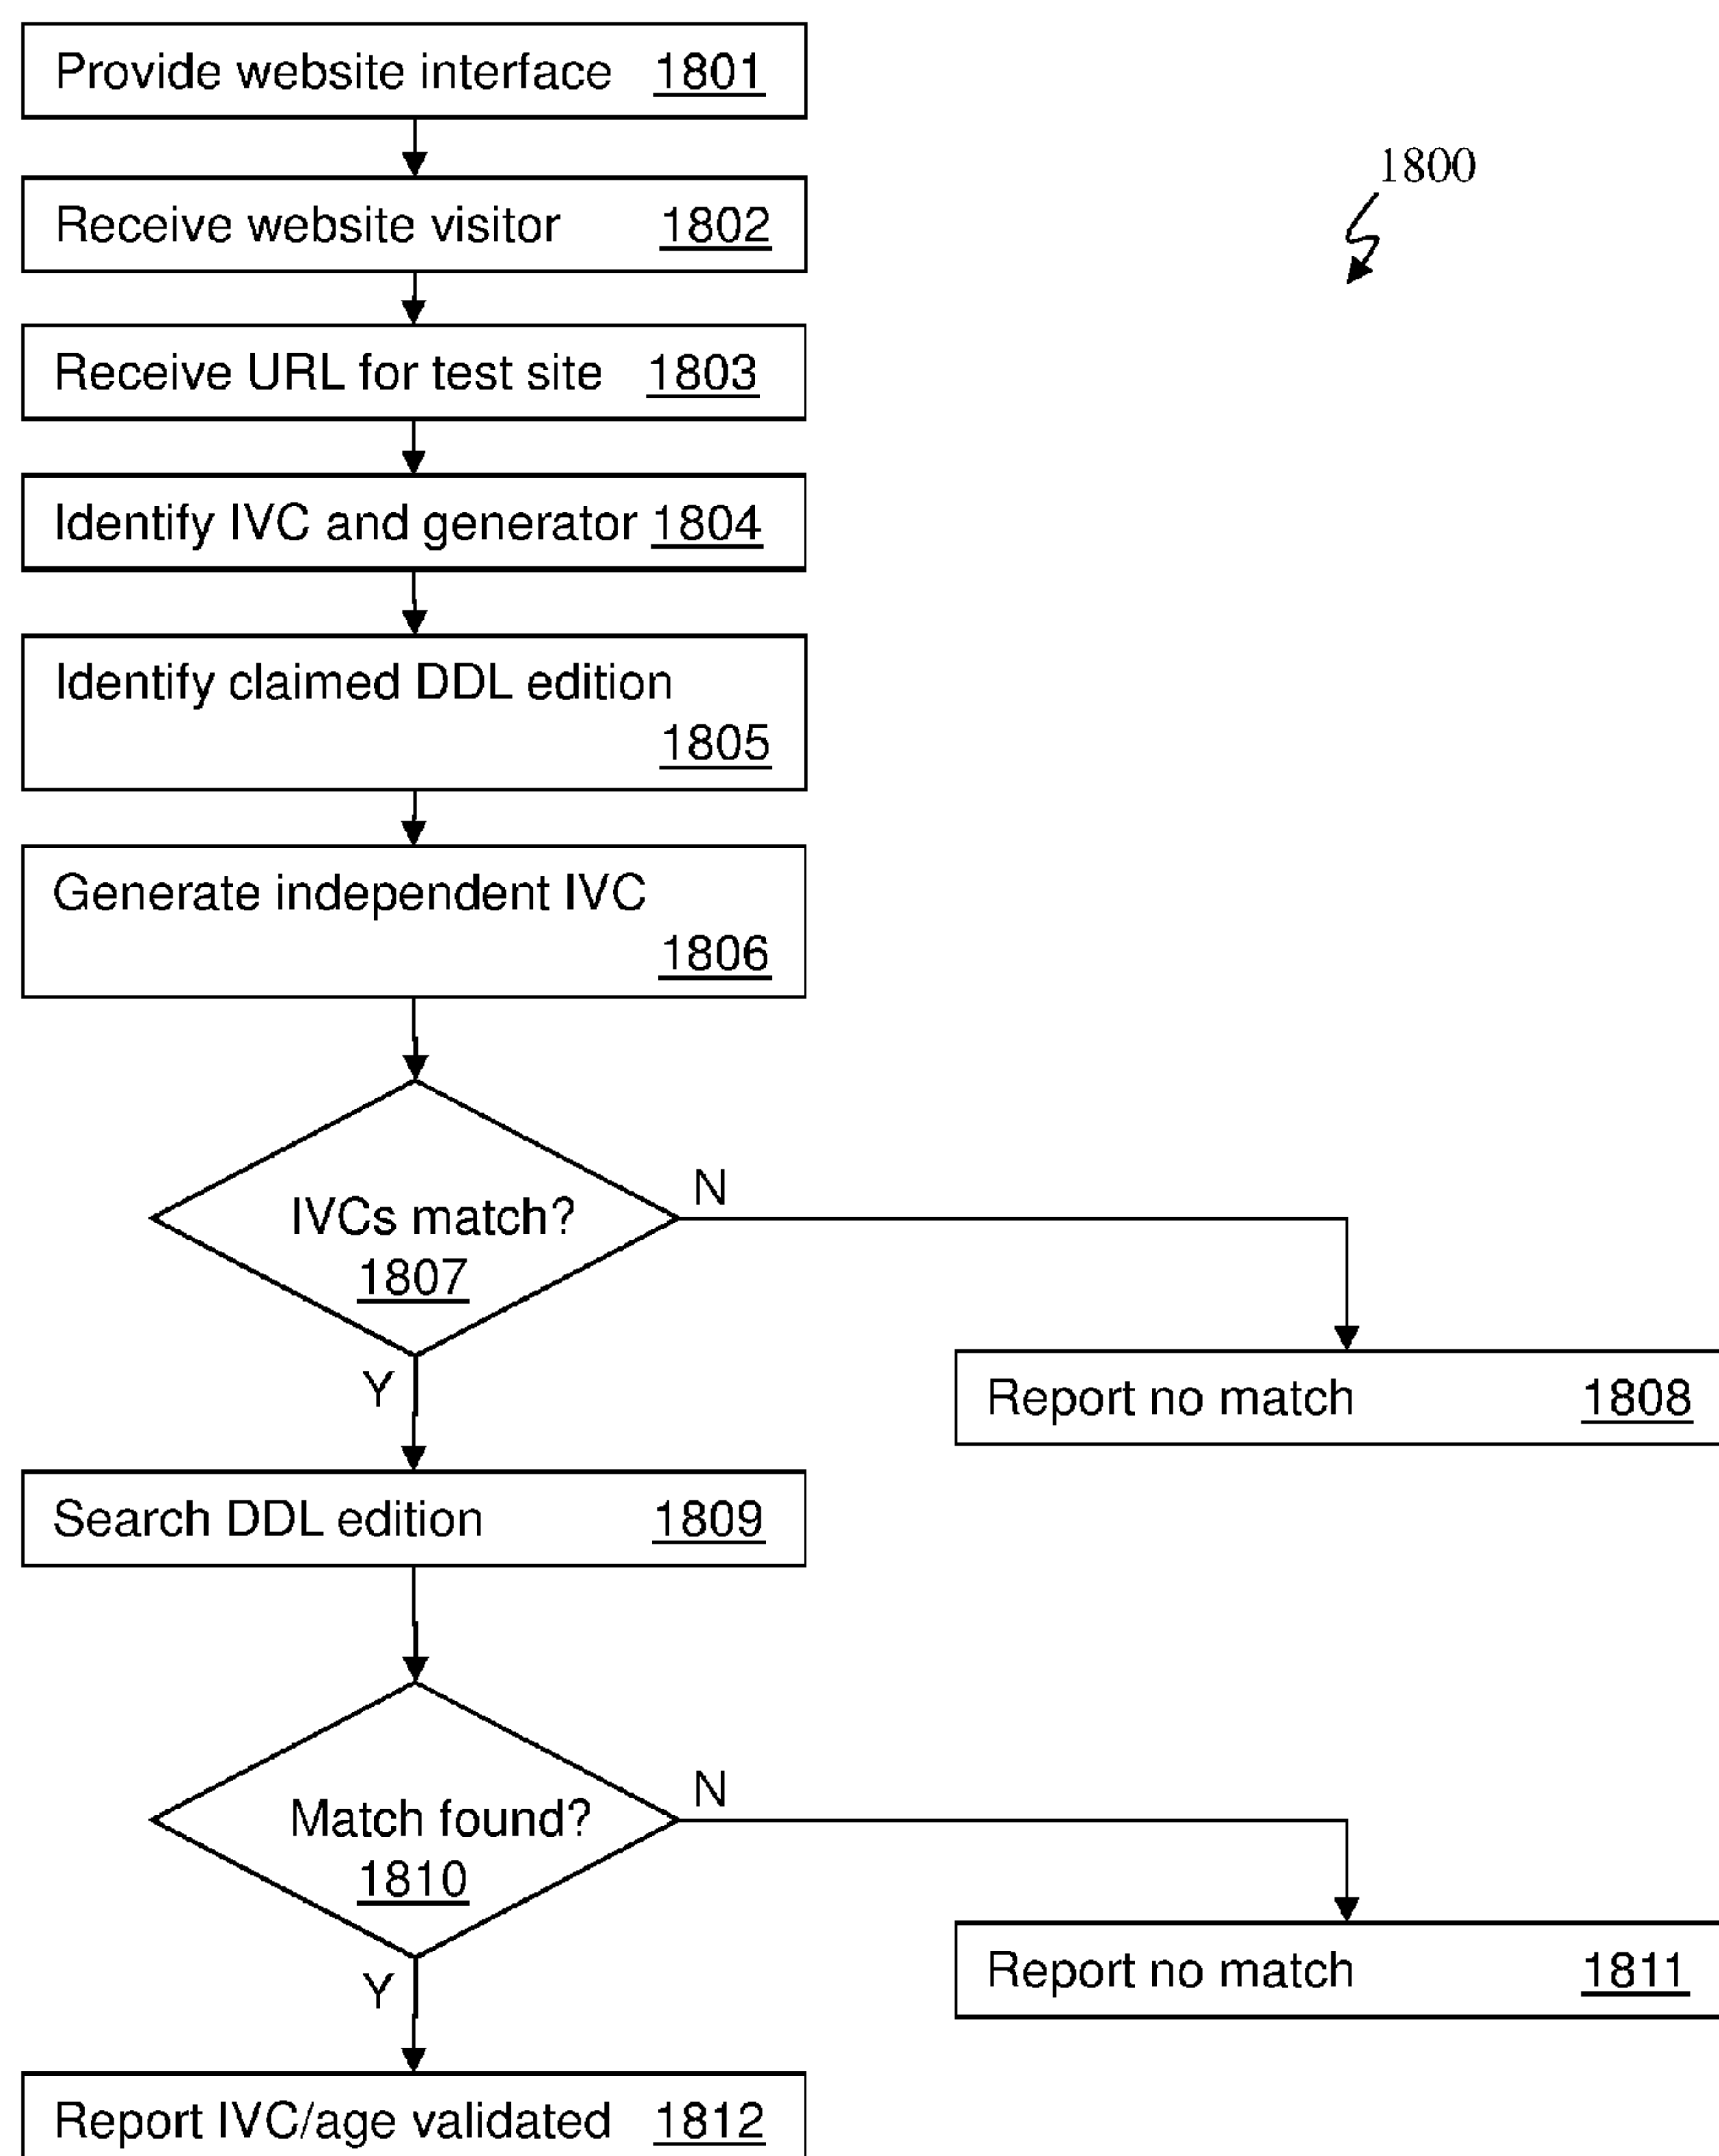 Provide website interface 1801
1800
Receive website visitor 1802
Receive URL for test site 1803
Identify IVC and generator 1804
Identify claimed DDL edition
1805
Generate independent IVC
1806
IVCs match?
1807
N
Y
Report no match 1808
Search DDL edition 1809
Match found?
1810
N
Y
Report no match 1811
Report IVC/age validated 1812